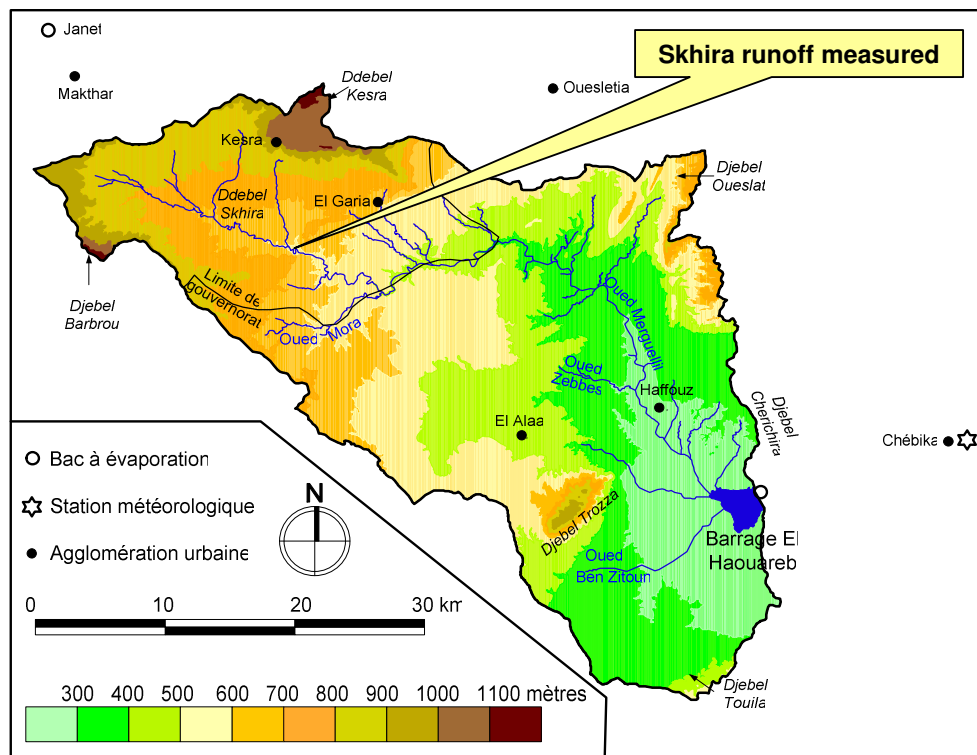 Janet
Skhira runoff measured
Makthar
Ddebel
Kesra
Ouesletia
Kesra
Djebel
Oueslat
Ddebel
Skhira
El Garia
Limite de
gouvernorat
Djebel
Barbrou
Oued Mora
Oued Merguellil
Oued
Zebbes
Haffouz
Djebel
Cherichira
El Alaa
Chébika
Bac à évaporation
Station météorologique
Agglomération urbaine
N
Djebel Trozza
Barrage El
Haouareb
Oued
Ben Zitoun
0 10 20 30 km
300 400 500 600 700 800 900 1000 1100 mètres
Djebel
Touila